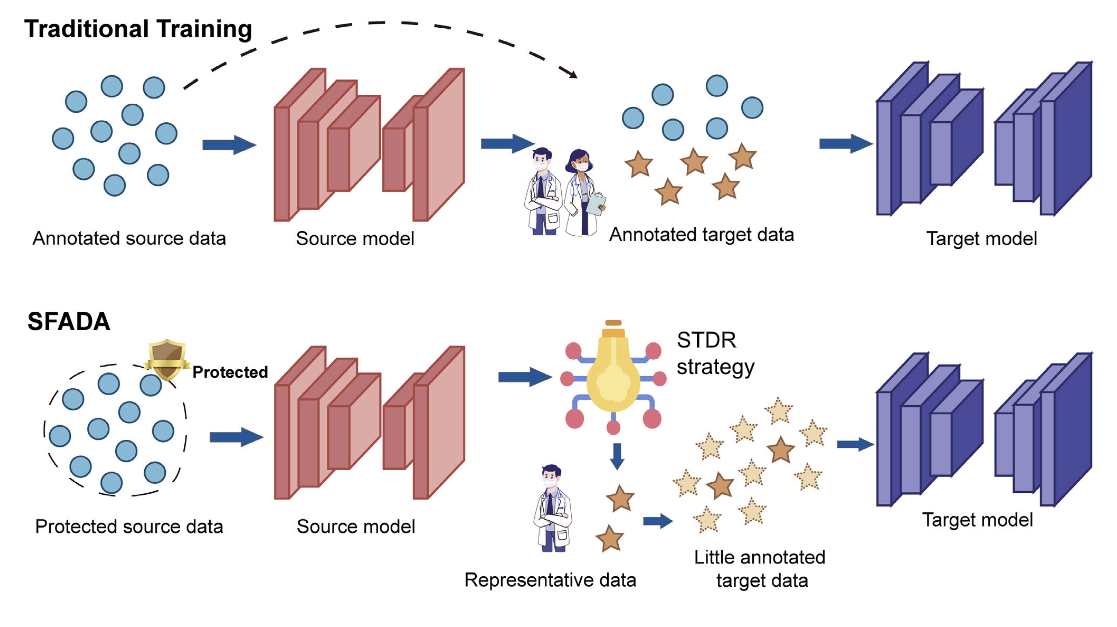 Traditional Training
Annotated source data
Source model
Annotated target data
Target model
SFADA
Protected
STDR
strategy
Protected source data
Source model
Representative data
Little annotated
target data
Target model